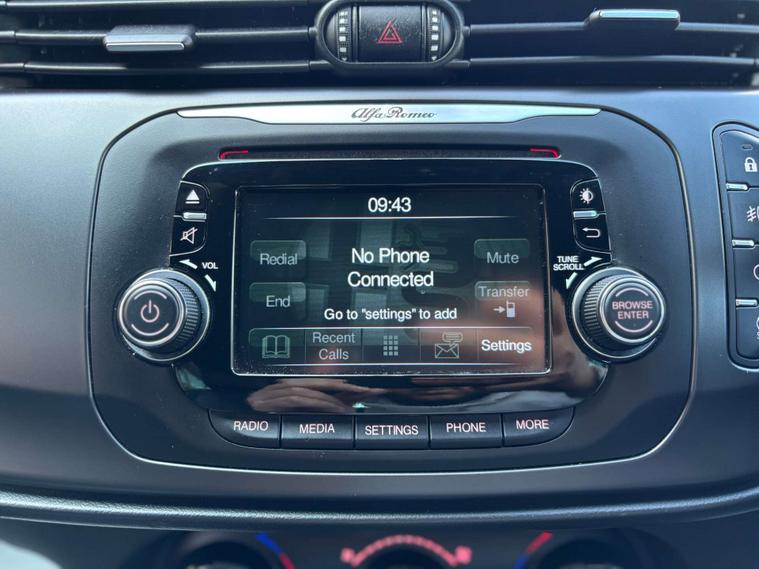 Alfa Romeo
09:43
No Phone
Connected
Go to "settings" to add
Redial
End
Mute
Transfer
Recent
Calls
Settings
VOL
TUNE
SCROLL
BROWSE
ENTER
RADIO
MEDIA
SETTINGS
PHONE
MORE